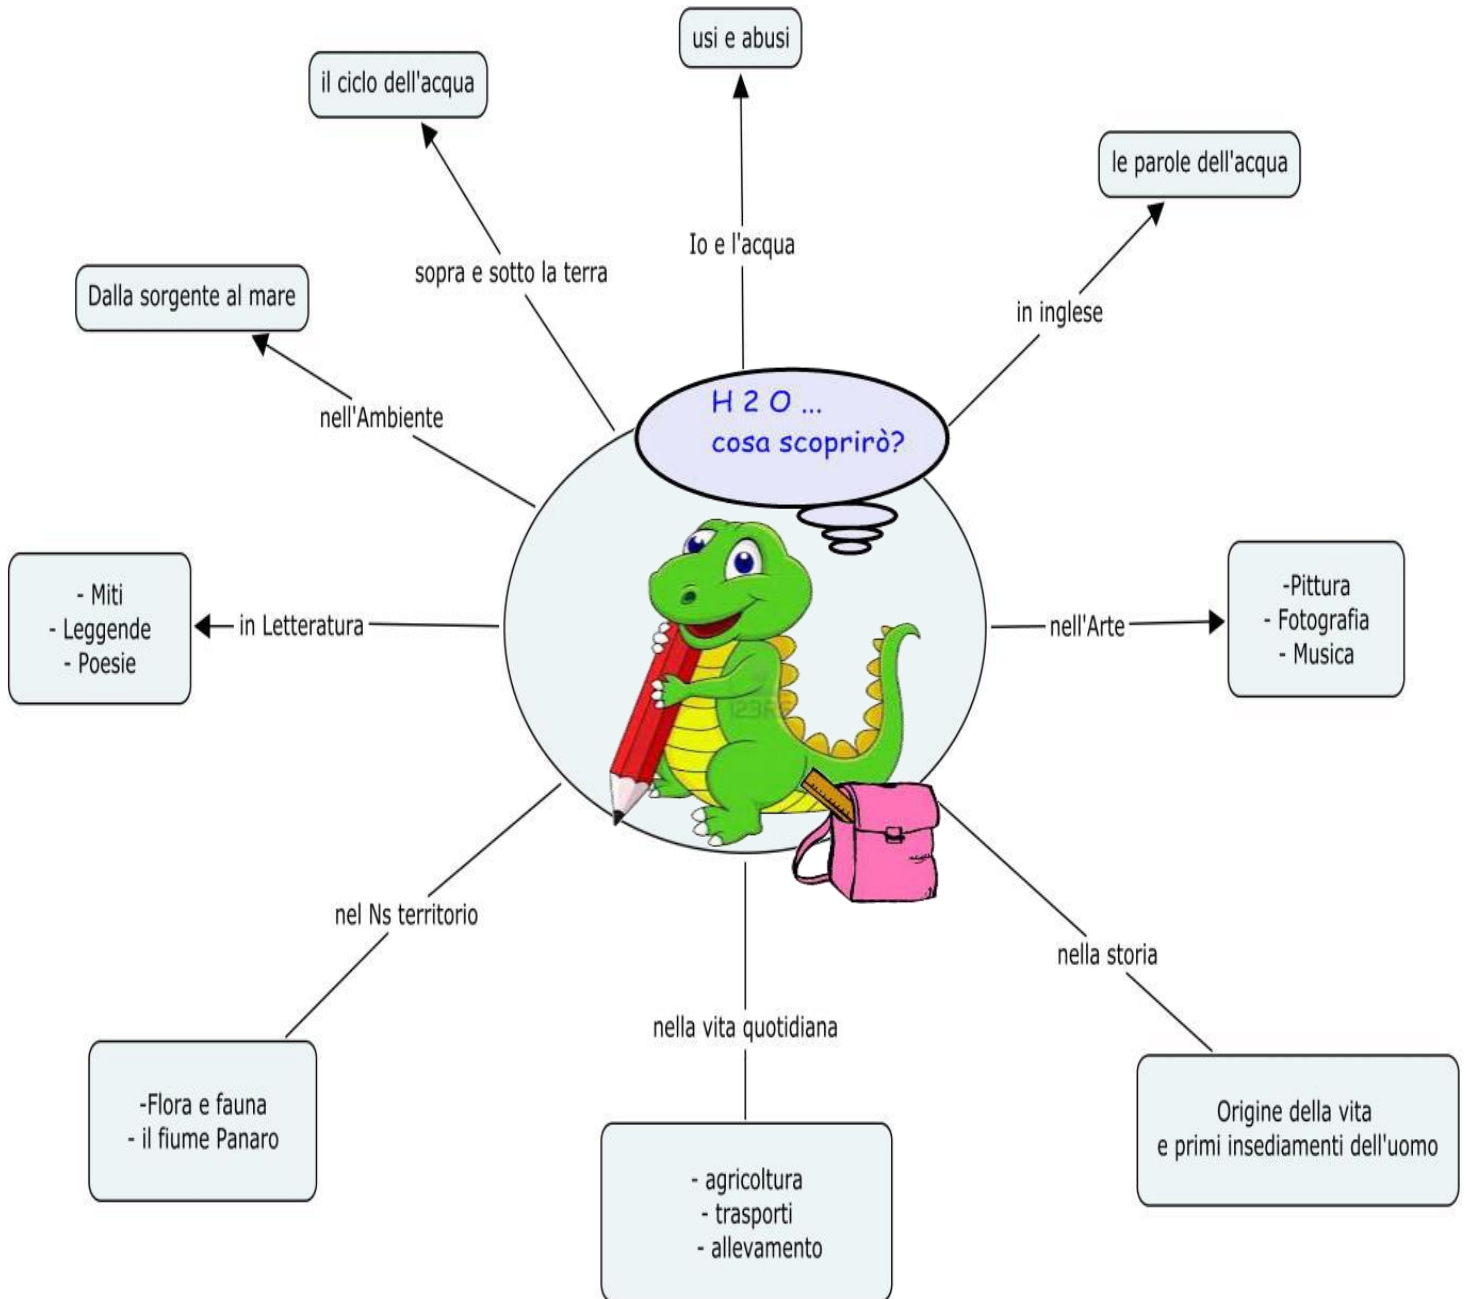 usi e abusi
il ciclo dell'acqua
le parole dell'acqua
Io e l'acqua
sopra e sotto la terra
Dalla sorgente al mare
in inglese
nell'Ambiente
H 2 O ...
cosa scoprirò?
- Miti
- Leggende
- Poesie
in Letteratura
nell'Arte
-Pittura
- Fotografia
- Musica
nel Ns territorio
nella storia
nella vita quotidiana
-Flora e fauna
- il fiume Panaro
- agricoltura
- trasporti
- allevamento
Origine della vita
e primi insediamenti dell'uomo